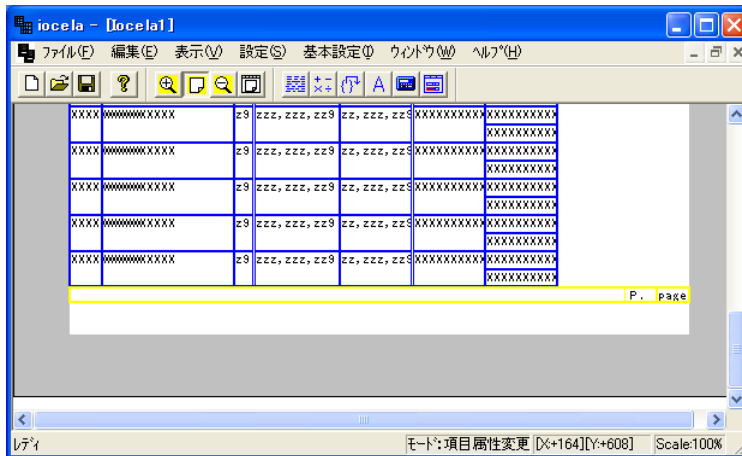 iocela - [Iocela1]
ファイル(F) 編集(E) 表示(V) 設定(S) 基本設定(I) ウィンドウ(W) ヘルプ(H)
XXXX XXXXX z9 zzz,zzz,zz9 zz,zzz,zz9 XXXXXXXXXX XXXXXXXXXX
XXXXXXXXXX
XXXX XXXXX z9 zzz,zzz,zz9 zz,zzz,zz9 XXXXXXXXXX XXXXXXXXXX
XXXXXXXXXX
XXXX XXXXX z9 zzz,zzz,zz9 zz,zzz,zz9 XXXXXXXXXX XXXXXXXXXX
XXXXXXXXXX
XXXX XXXXX z9 zzz,zzz,zz9 zz,zzz,zz9 XXXXXXXXXX XXXXXXXXXX
XXXXXXXXXX
XXXX XXXXX z9 zzz,zzz,zz9 zz,zzz,zz9 XXXXXXXXXX XXXXXXXXXX
XXXXXXXXXX
P. page
レディ モード:項目属性変更 [X:+164][Y:+608] Scale:100%